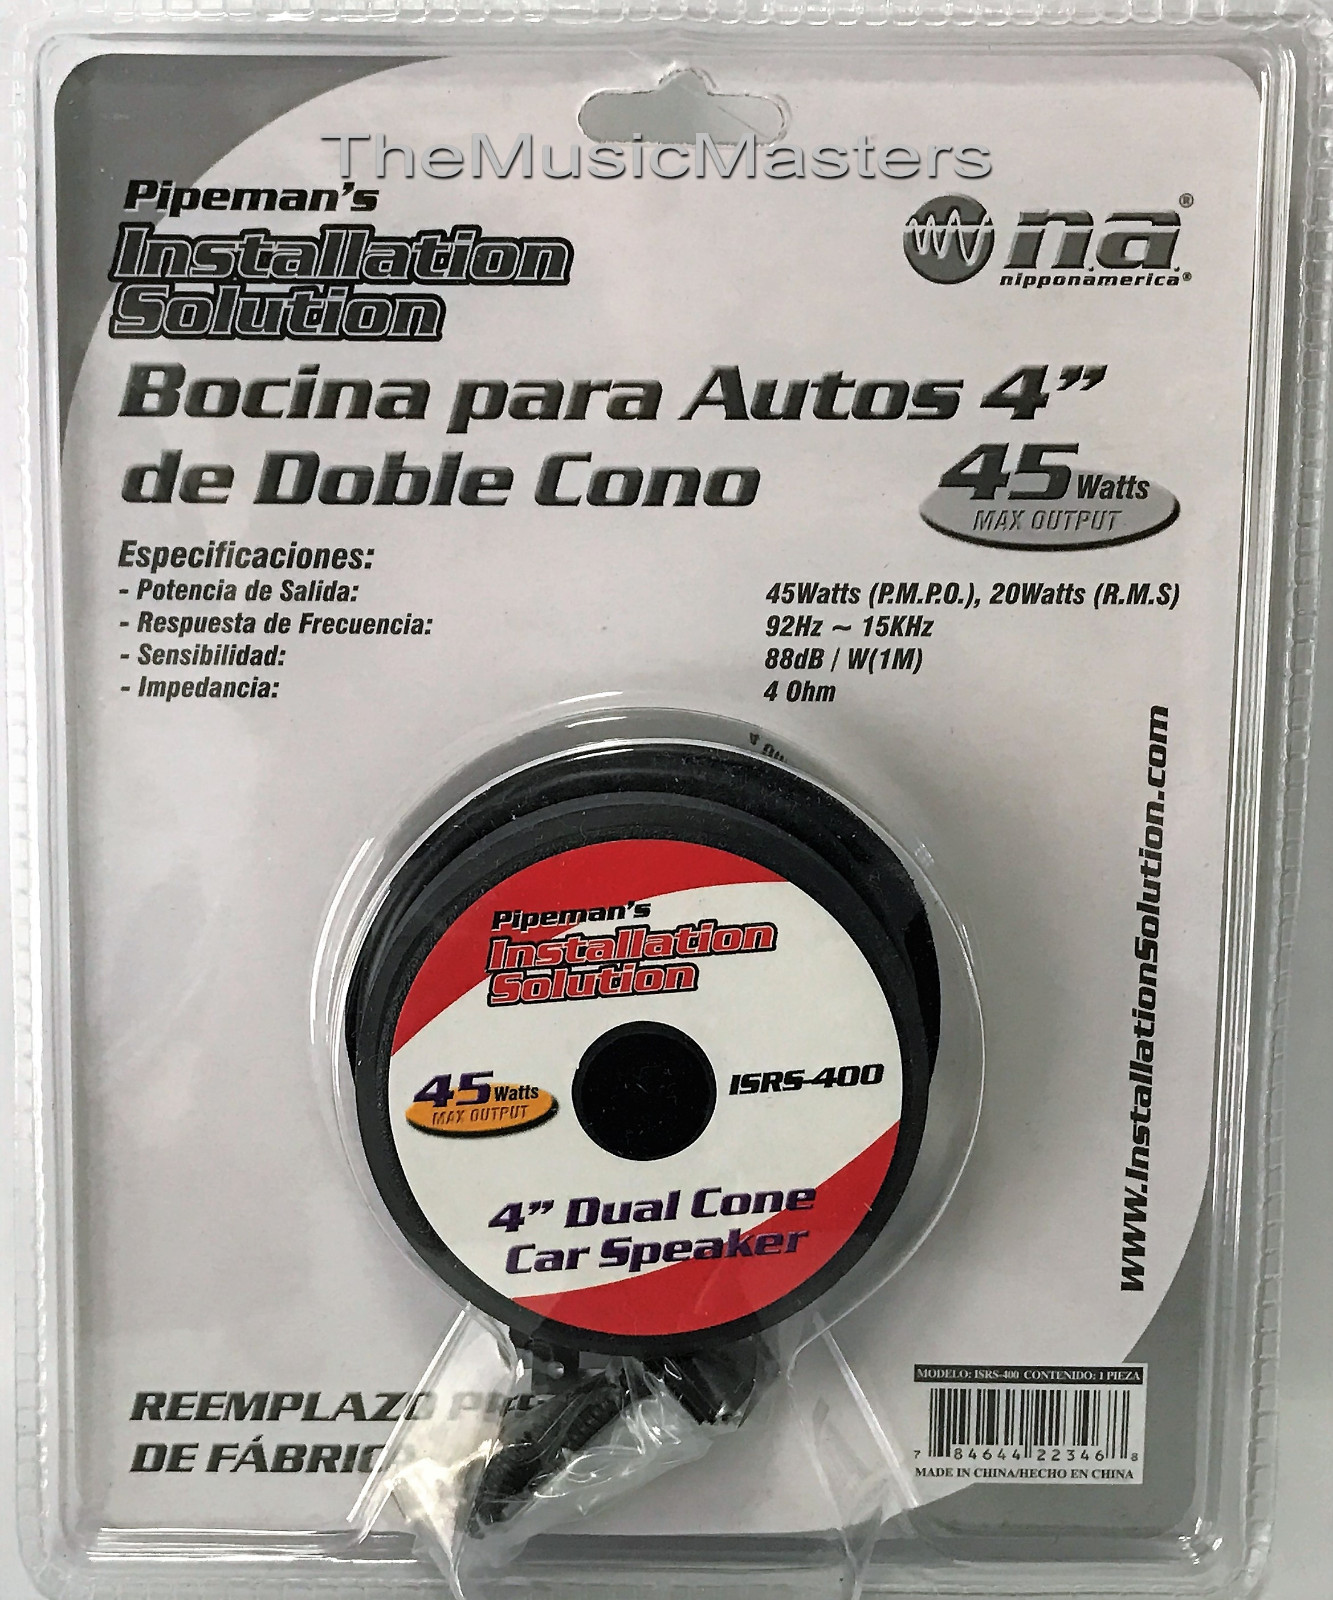 TheMusicMasters
Pipeman's
Installation
Solution
n.a.®
nipponamerica®
Bocina para Autos 4”
de Doble Cono
45 Watts
MAX OUTPUT
Especificaciones:
- Potencia de Salida: 45Watts (P.M.P.O.), 20Watts (R.M.S)
- Respuesta de Frecuencia: 92Hz ~ 15KHz
- Sensibilidad: 88dB / W(1M)
- Impedancia: 4 Ohm
www.InstallationSolution.com
Pipeman's
Installation
Solution
45 Watts
MAX OUTPUT
ISRS-400
4” Dual Cone
Car Speaker
REEMPLAZO
DE FÁBRIC
MODELO: ISRS-400 CONTENIDO: 1 PIEZA
7 84644 22346 8
MADE IN CHINA/HECHO EN CHINA